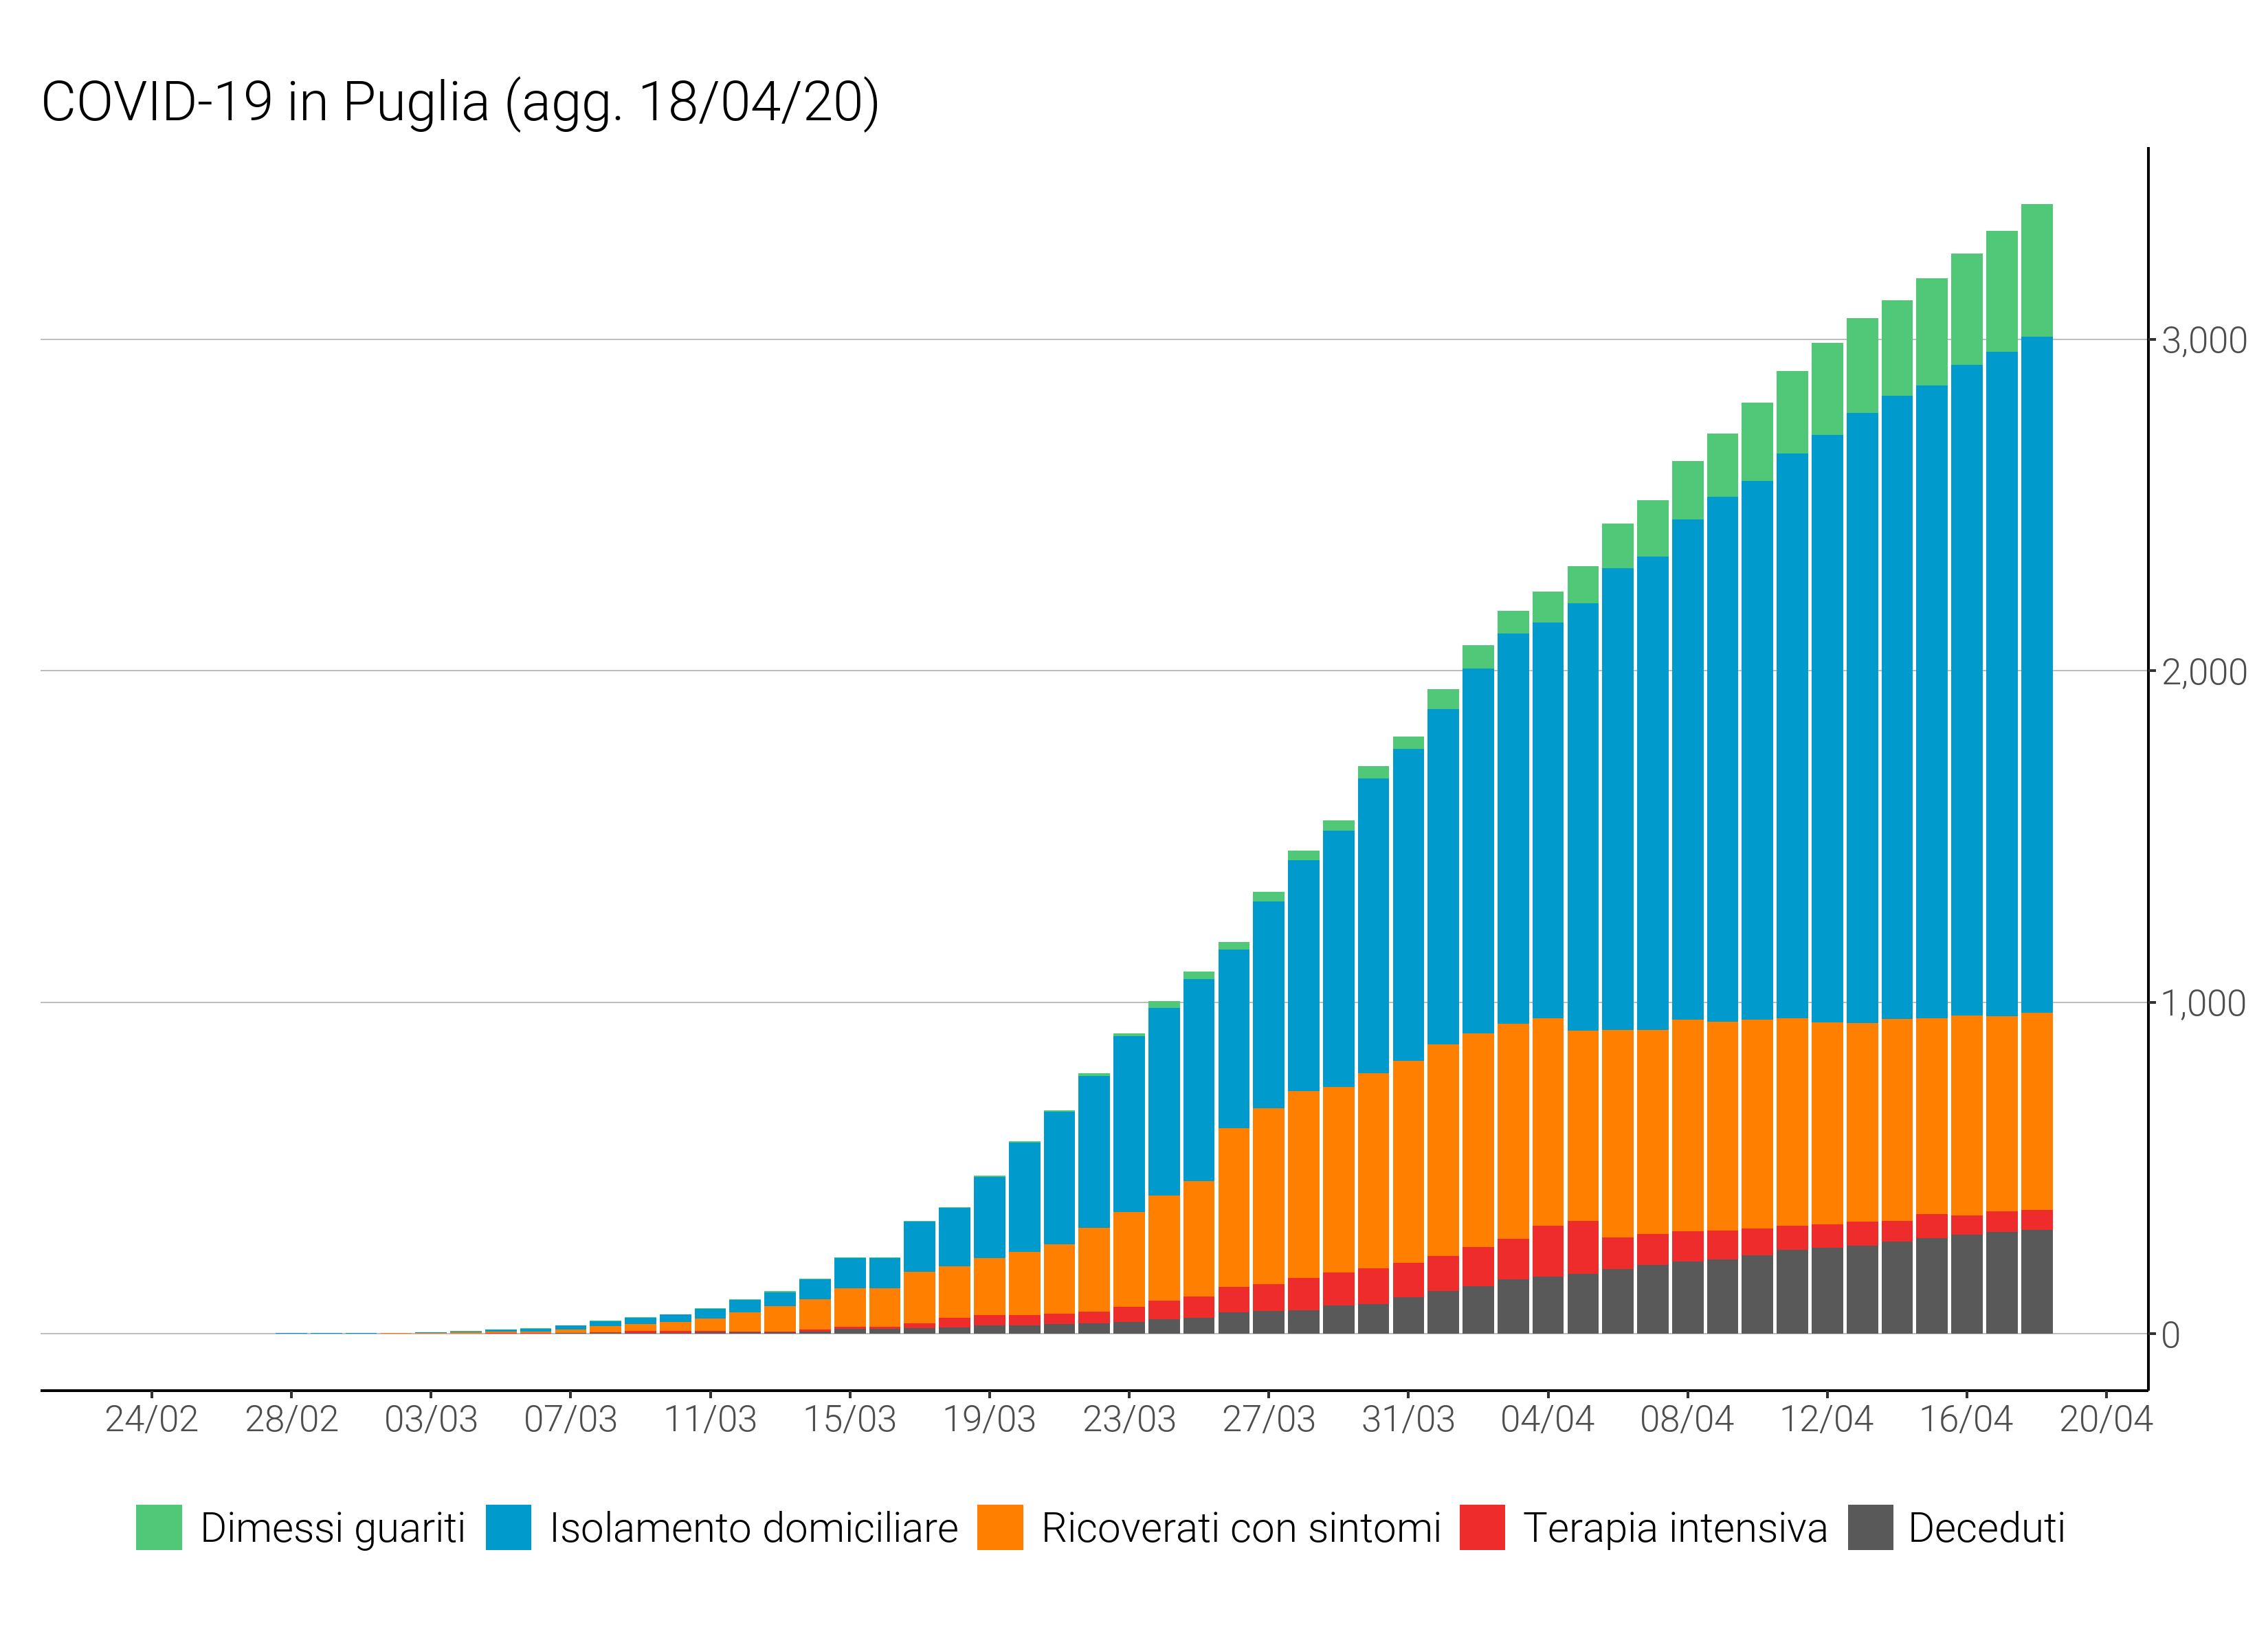 COVID-19 in Puglia (agg. 18/04/20)
3,000
2,000
1,000
0
24/02 28/02 03/03 07/03 11/03 15/03 19/03 23/03 27/03 31/03 04/04 08/04 12/04 16/04 20/04
Dimessi guariti Isolamento domiciliare Ricoverati con sintomi Terapia intensiva Deceduti